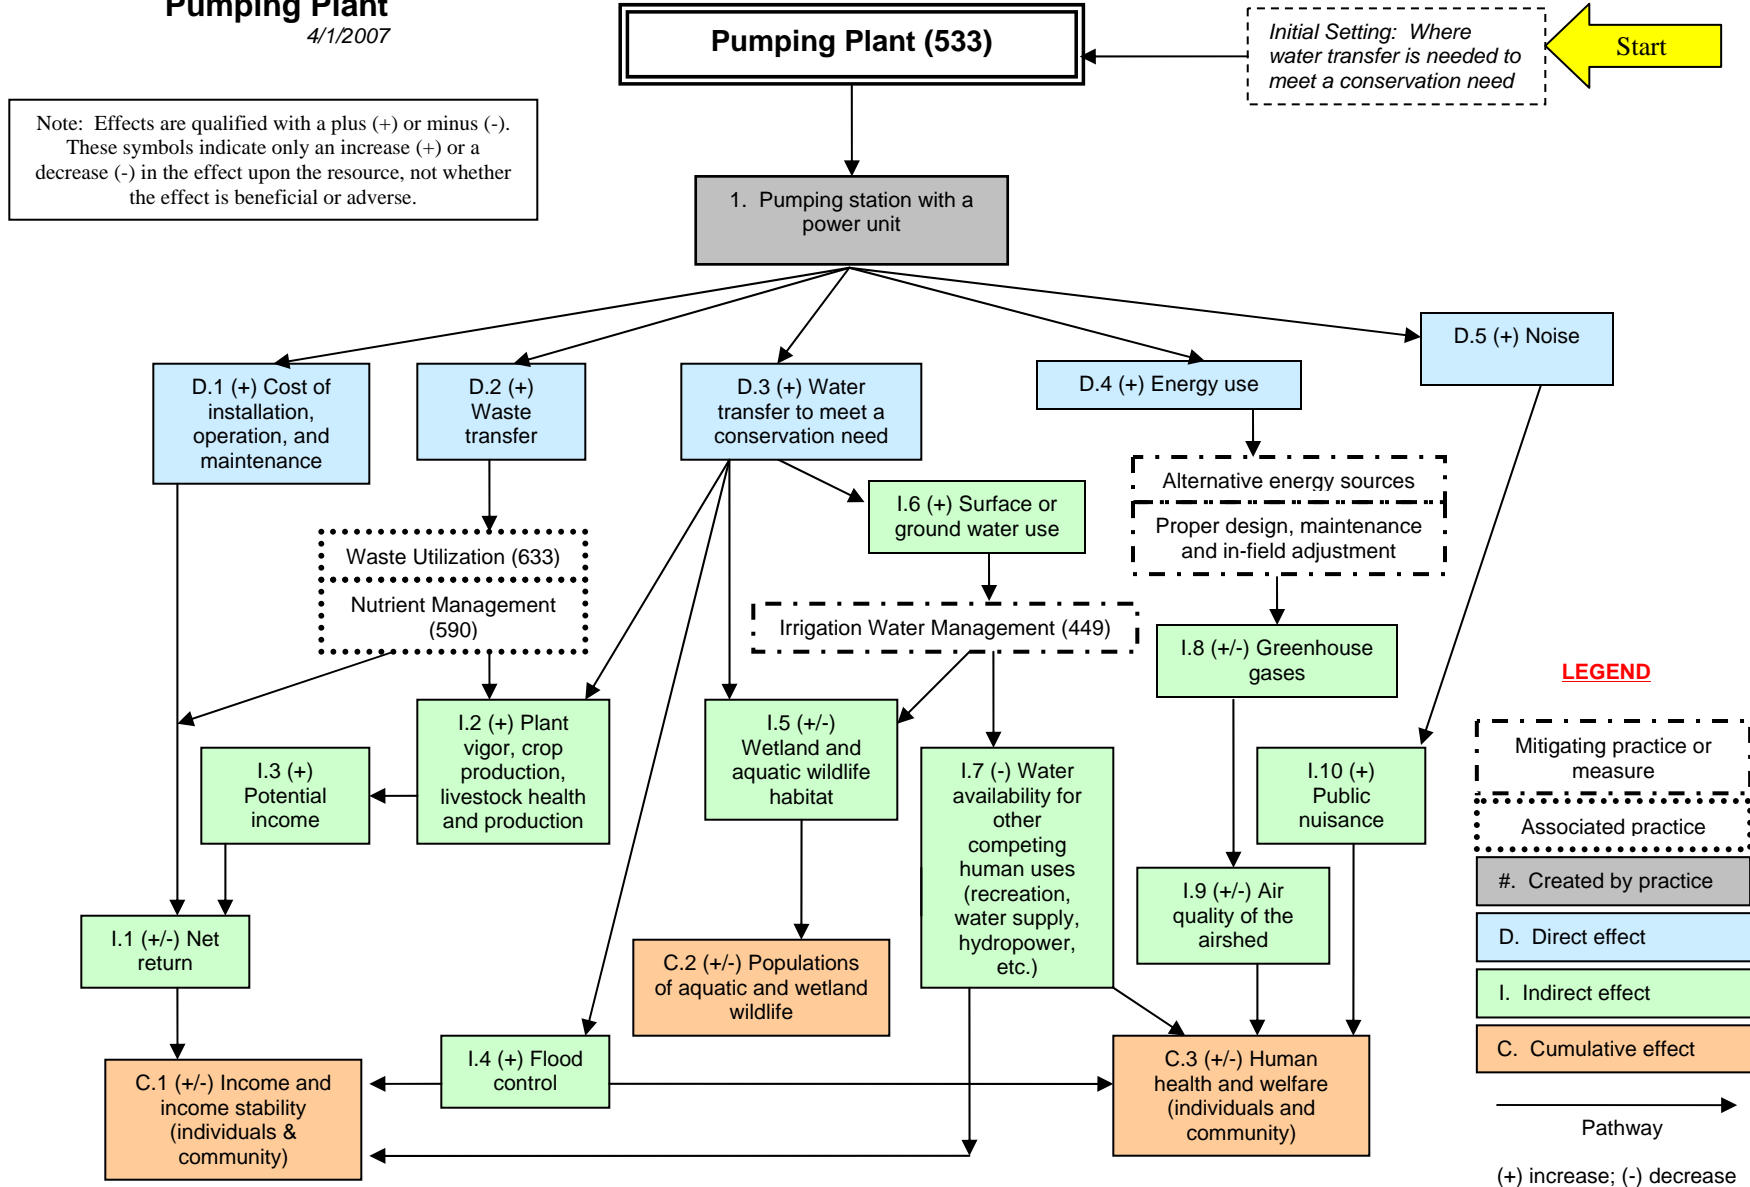 Pumping Plant
4/1/2007
Pumping Plant (533)
Initial Setting:  Where
water transfer is needed to
meet a conservation need
Start
Note:  Effects are qualified with a plus (+) or minus (-).
These symbols indicate only an increase (+) or a
decrease (-) in the effect upon the resource, not whether
the effect is beneficial or adverse.
1.  Pumping station with a
power unit
D.1 (+) Cost of
installation,
operation, and
maintenance
D.2 (+)
Waste
transfer
D.3 (+) Water
transfer to meet a
conservation need
D.4 (+) Energy use
D.5 (+) Noise
Waste Utilization (633)
Nutrient Management
(590)
I.6 (+) Surface or
ground water use
Alternative energy sources
Proper design, maintenance
and in-field adjustment
Irrigation Water Management (449)
I.8 (+/-) Greenhouse
gases
I.3 (+)
Potential
income
I.2 (+) Plant
vigor, crop
production,
livestock health
and production
I.5 (+/-)
Wetland and
aquatic wildlife
habitat
I.7 (-) Water
availability for
other
competing
human uses
(recreation,
water supply,
hydropower,
etc.)
I.10 (+)
Public
nuisance
I.9 (+/-) Air
quality of the
airshed
I.1 (+/-) Net
return
C.2 (+/-) Populations
of aquatic and wetland
wildlife
I.4 (+) Flood
control
C.1 (+/-) Income and
income stability
(individuals &
community)
C.3 (+/-) Human
health and welfare
(individuals and
community)
LEGEND
Mitigating practice or
measure
Associated practice
#.  Created by practice
D.  Direct effect
I.  Indirect effect
C.  Cumulative effect
Pathway
(+) increase; (-) decrease